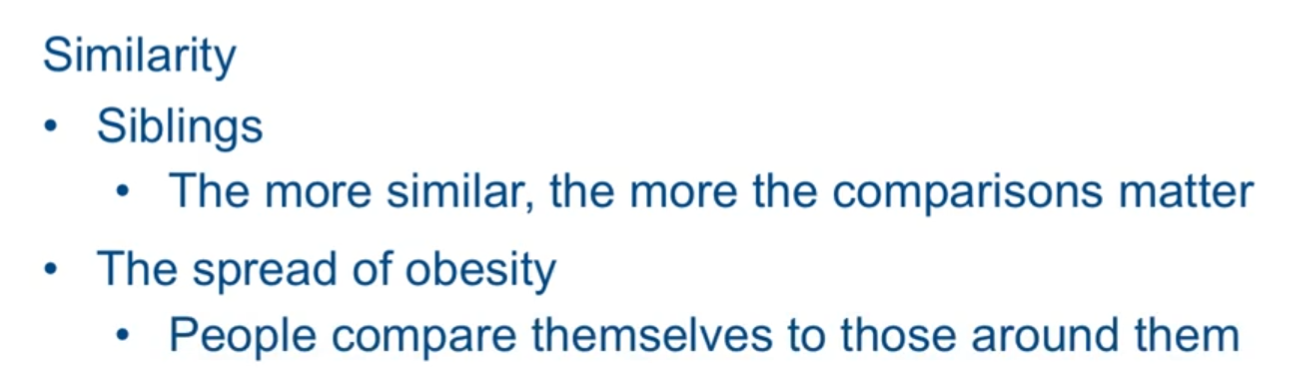 Similarity
• Siblings
• The more similar, the more the comparisons matter
• The spread of obesity
• People compare themselves to those around them